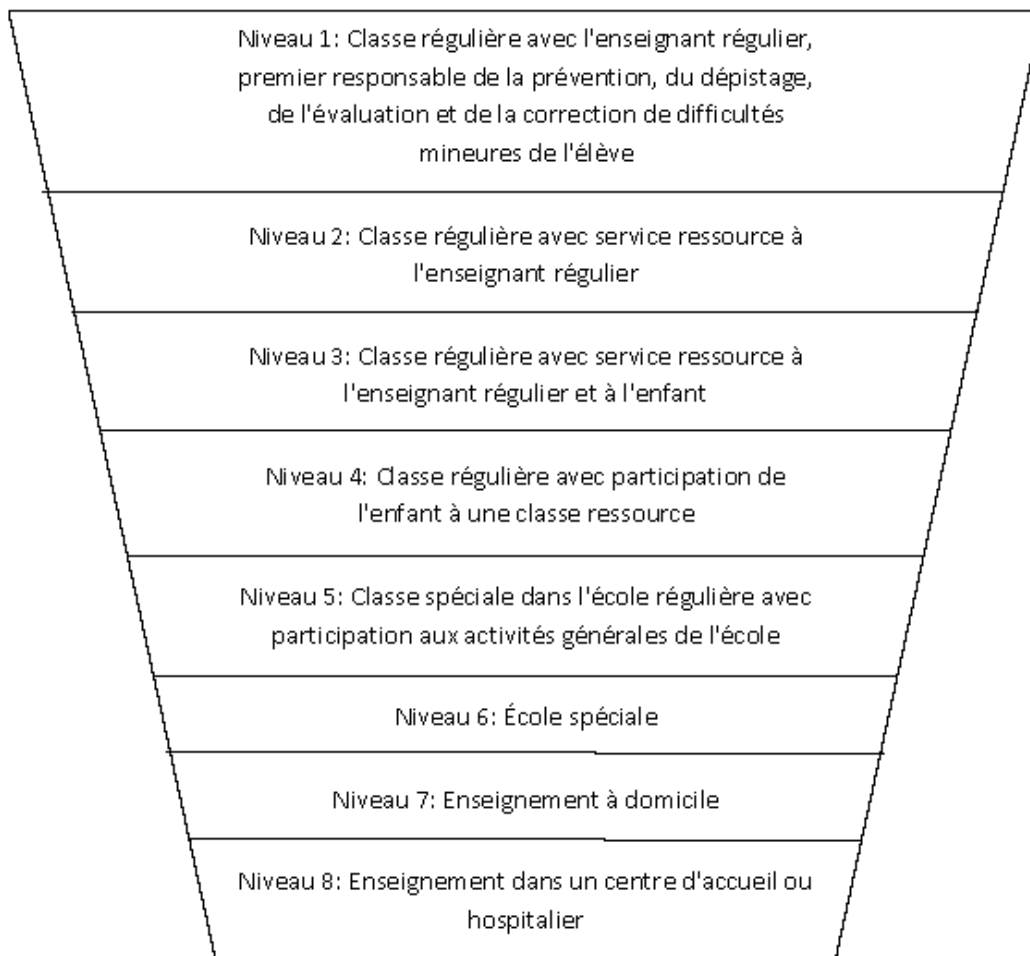 Niveau 1: Classe régulière avec l'enseignant régulier,
premier responsable de la prévention, du dépistage,
de l'évaluation et de la correction de difficultés
mineures de l'élève
Niveau 2: Classe régulière avec service ressource à
l'enseignant régulier
Niveau 3: Classe régulière avec service ressource à
l'enseignant régulier et à l'enfant
Niveau 4: Classe régulière avec participation de
l'enfant à une classe ressource
Niveau 5: Classe spéciale dans l'école régulière avec
participation aux activités générales de l'école
Niveau 6: École spéciale
Niveau 7: Enseignement à domicile
Niveau 8: Enseignement dans un centre d'accueil ou
hospitalier